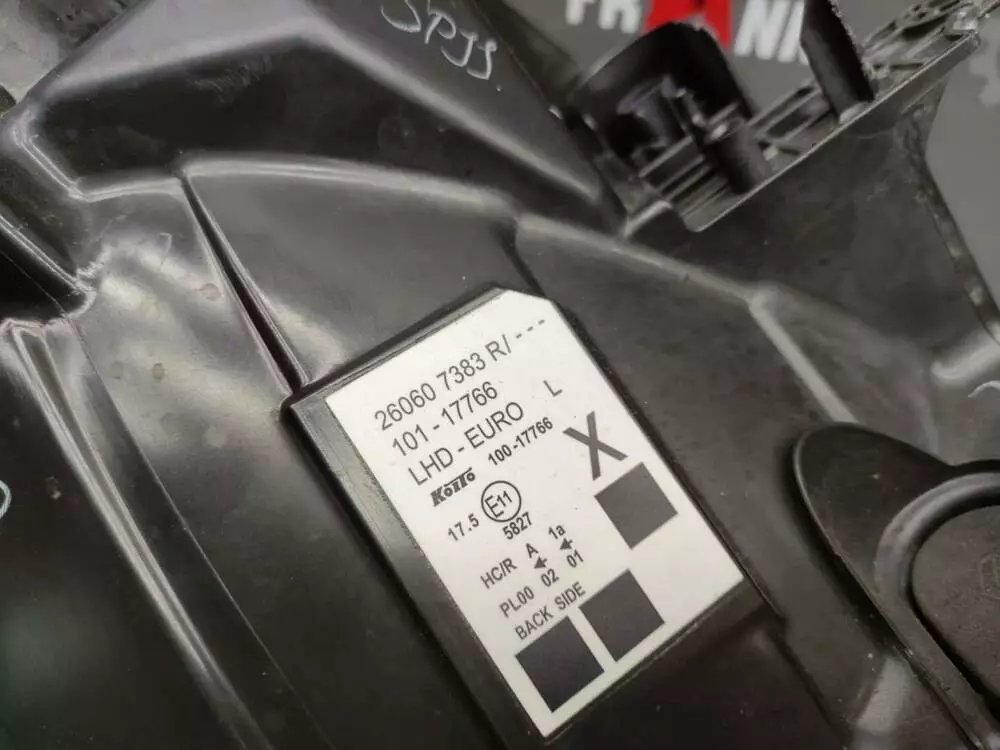 SPJS
26060 7383 R/ ---
101 - 17766
LHD - EURO L
KOITO 100-17766 X
17.5 E11
5827
HC/R A 1a
PL00 02 01
BACK SIDE